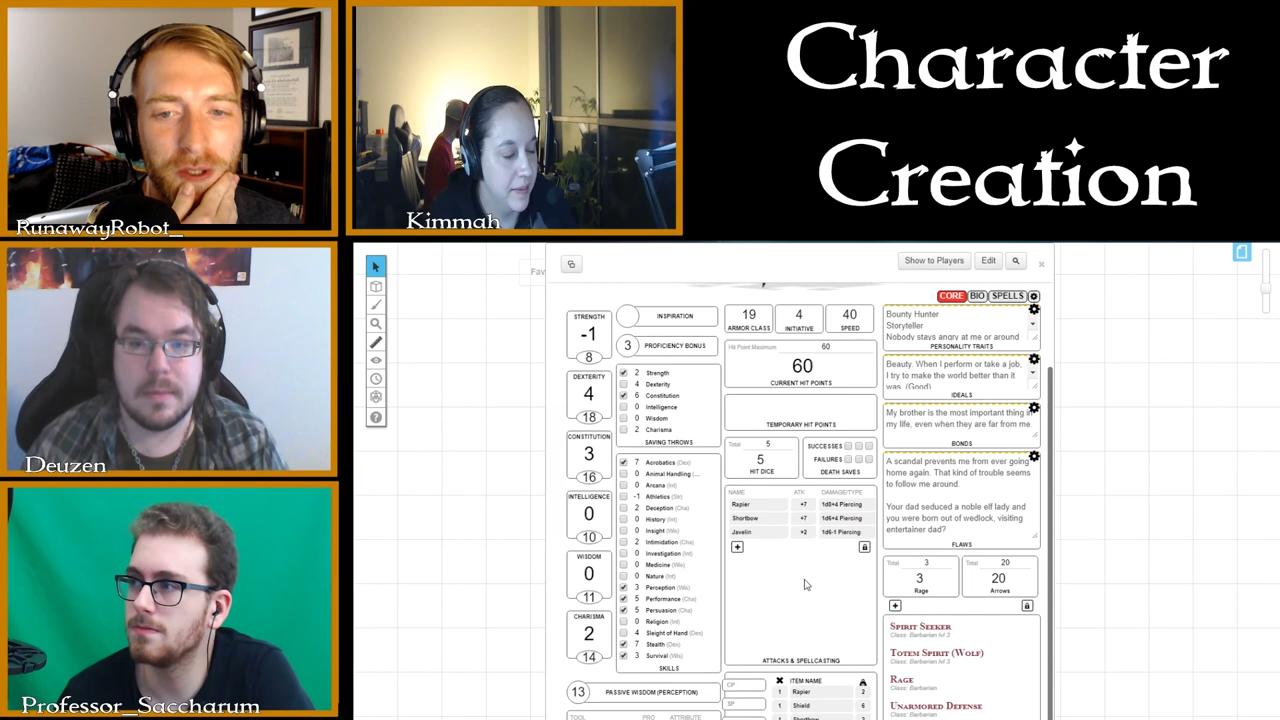 Character
Creation
RunawayRobot_
Kimmah
Deuzen
Professor_Saccharum
Fav
Show to Players
Edit
CORE
BIO
SPELLS
STRENGTH
-1
8
DEXTERITY
4
18
CONSTITUTION
3
16
INTELLIGENCE
0
10
WISDOM
0
11
CHARISMA
2
14
INSPIRATION
3 PROFICIENCY BONUS
2 Strength
4 Dexterity
6 Constitution
0 Intelligence
0 Wisdom
2 Charisma
SAVING THROWS
7 Acrobatics (Dex)
0 Animal Handling (...
0 Arcana (Int)
-1 Athletics (Str)
2 Deception (Cha)
0 History (Int)
0 Insight (Wis)
2 Intimidation (Cha)
0 Investigation (Int)
0 Medicine (Wis)
0 Nature (Int)
3 Perception (Wis)
5 Performance (Cha)
5 Persuasion (Cha)
0 Religion (Int)
4 Sleight of Hand (Dex)
7 Stealth (Dex)
3 Survival (Wis)
SKILLS
13 PASSIVE WISDOM (PERCEPTION)
TOOL PRO ATTRIBUTE
19 ARMOR CLASS
4 INITIATIVE
40 SPEED
Hit Point Maximum 60
60
CURRENT HIT POINTS
TEMPORARY HIT POINTS
Total 5
5
HIT DICE
SUCCESSES
FAILURES
DEATH SAVES
NAME ATK DAMAGE/TYPE
Rapier +7 1d8+4 Piercing
Shortbow +7 1d6+4 Piercing
Javelin +2 1d6-1 Piercing
ATTACKS & SPELLCASTING
CP
SP
ITEM NAME
1 Rapier 2
1 Shield 6
Shortbow
Bounty Hunter
Storyteller
Nobody stays angry at me or around
PERSONALITY TRAITS
Beauty. When I perform or take a job,
I try to make the world better than it
was. (Good)
IDEALS
My brother is the most important thing in
my life, even when they are far from me.
BONDS
A scandal prevents me from ever going
home again. That kind of trouble seems
to follow me around.
Your dad seduced a noble elf lady and
you were born out of wedlock, visiting
entertainer dad?
FLAWS
Total 3
3
Rage
Total 20
20
Arrows
SPIRIT SEEKER
Class: Barbarian lvl 3
TOTEM SPIRIT (WOLF)
Class: Barbarian lvl 3
RAGE
Class: Barbarian
UNARMORED DEFENSE
Class: Barbarian